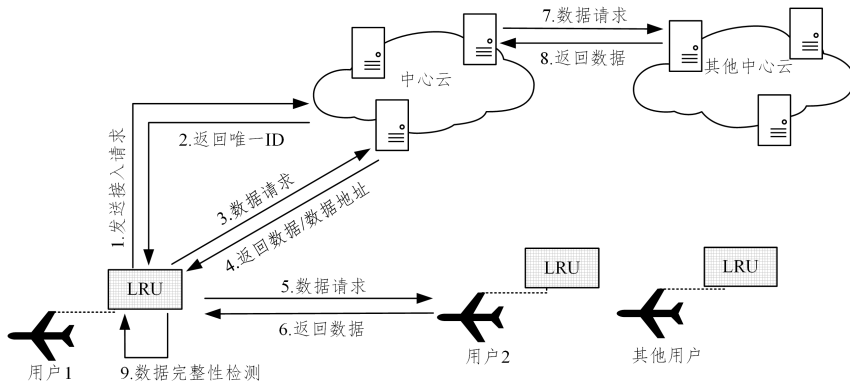 7.数据请求
8.返回数据
中心云
其他中心云
1.发送接入请求
2.返回唯一ID
3.数据请求
4.返回数据/数据地址
LRU
5.数据请求
6.返回数据
LRU
LRU
用户1
用户2
其他用户
9.数据完整性检测